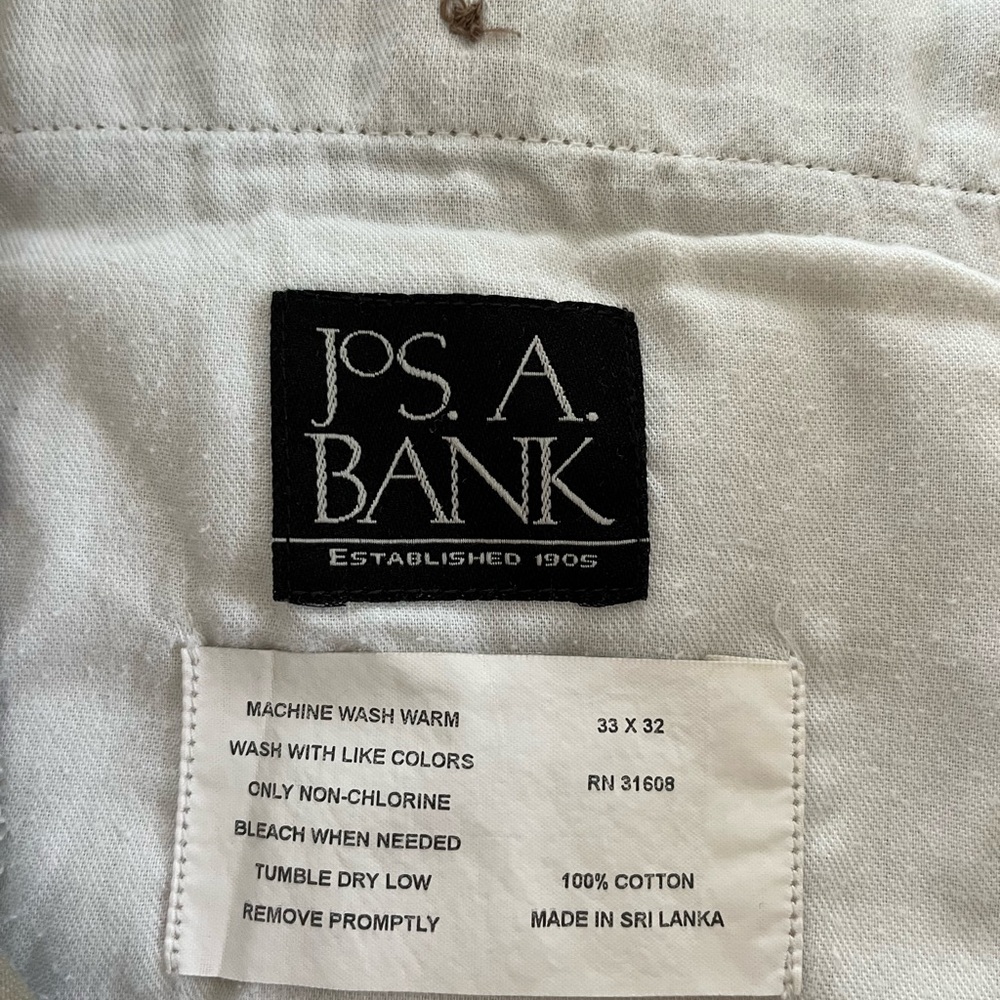 JOS. A.
BANK
ESTABLISHED 1905
MACHINE WASH WARM
WASH WITH LIKE COLORS
ONLY NON-CHLORINE
BLEACH WHEN NEEDED
TUMBLE DRY LOW
REMOVE PROMPTLY
33 X 32
RN 31608
100% COTTON
MADE IN SRI LANKA